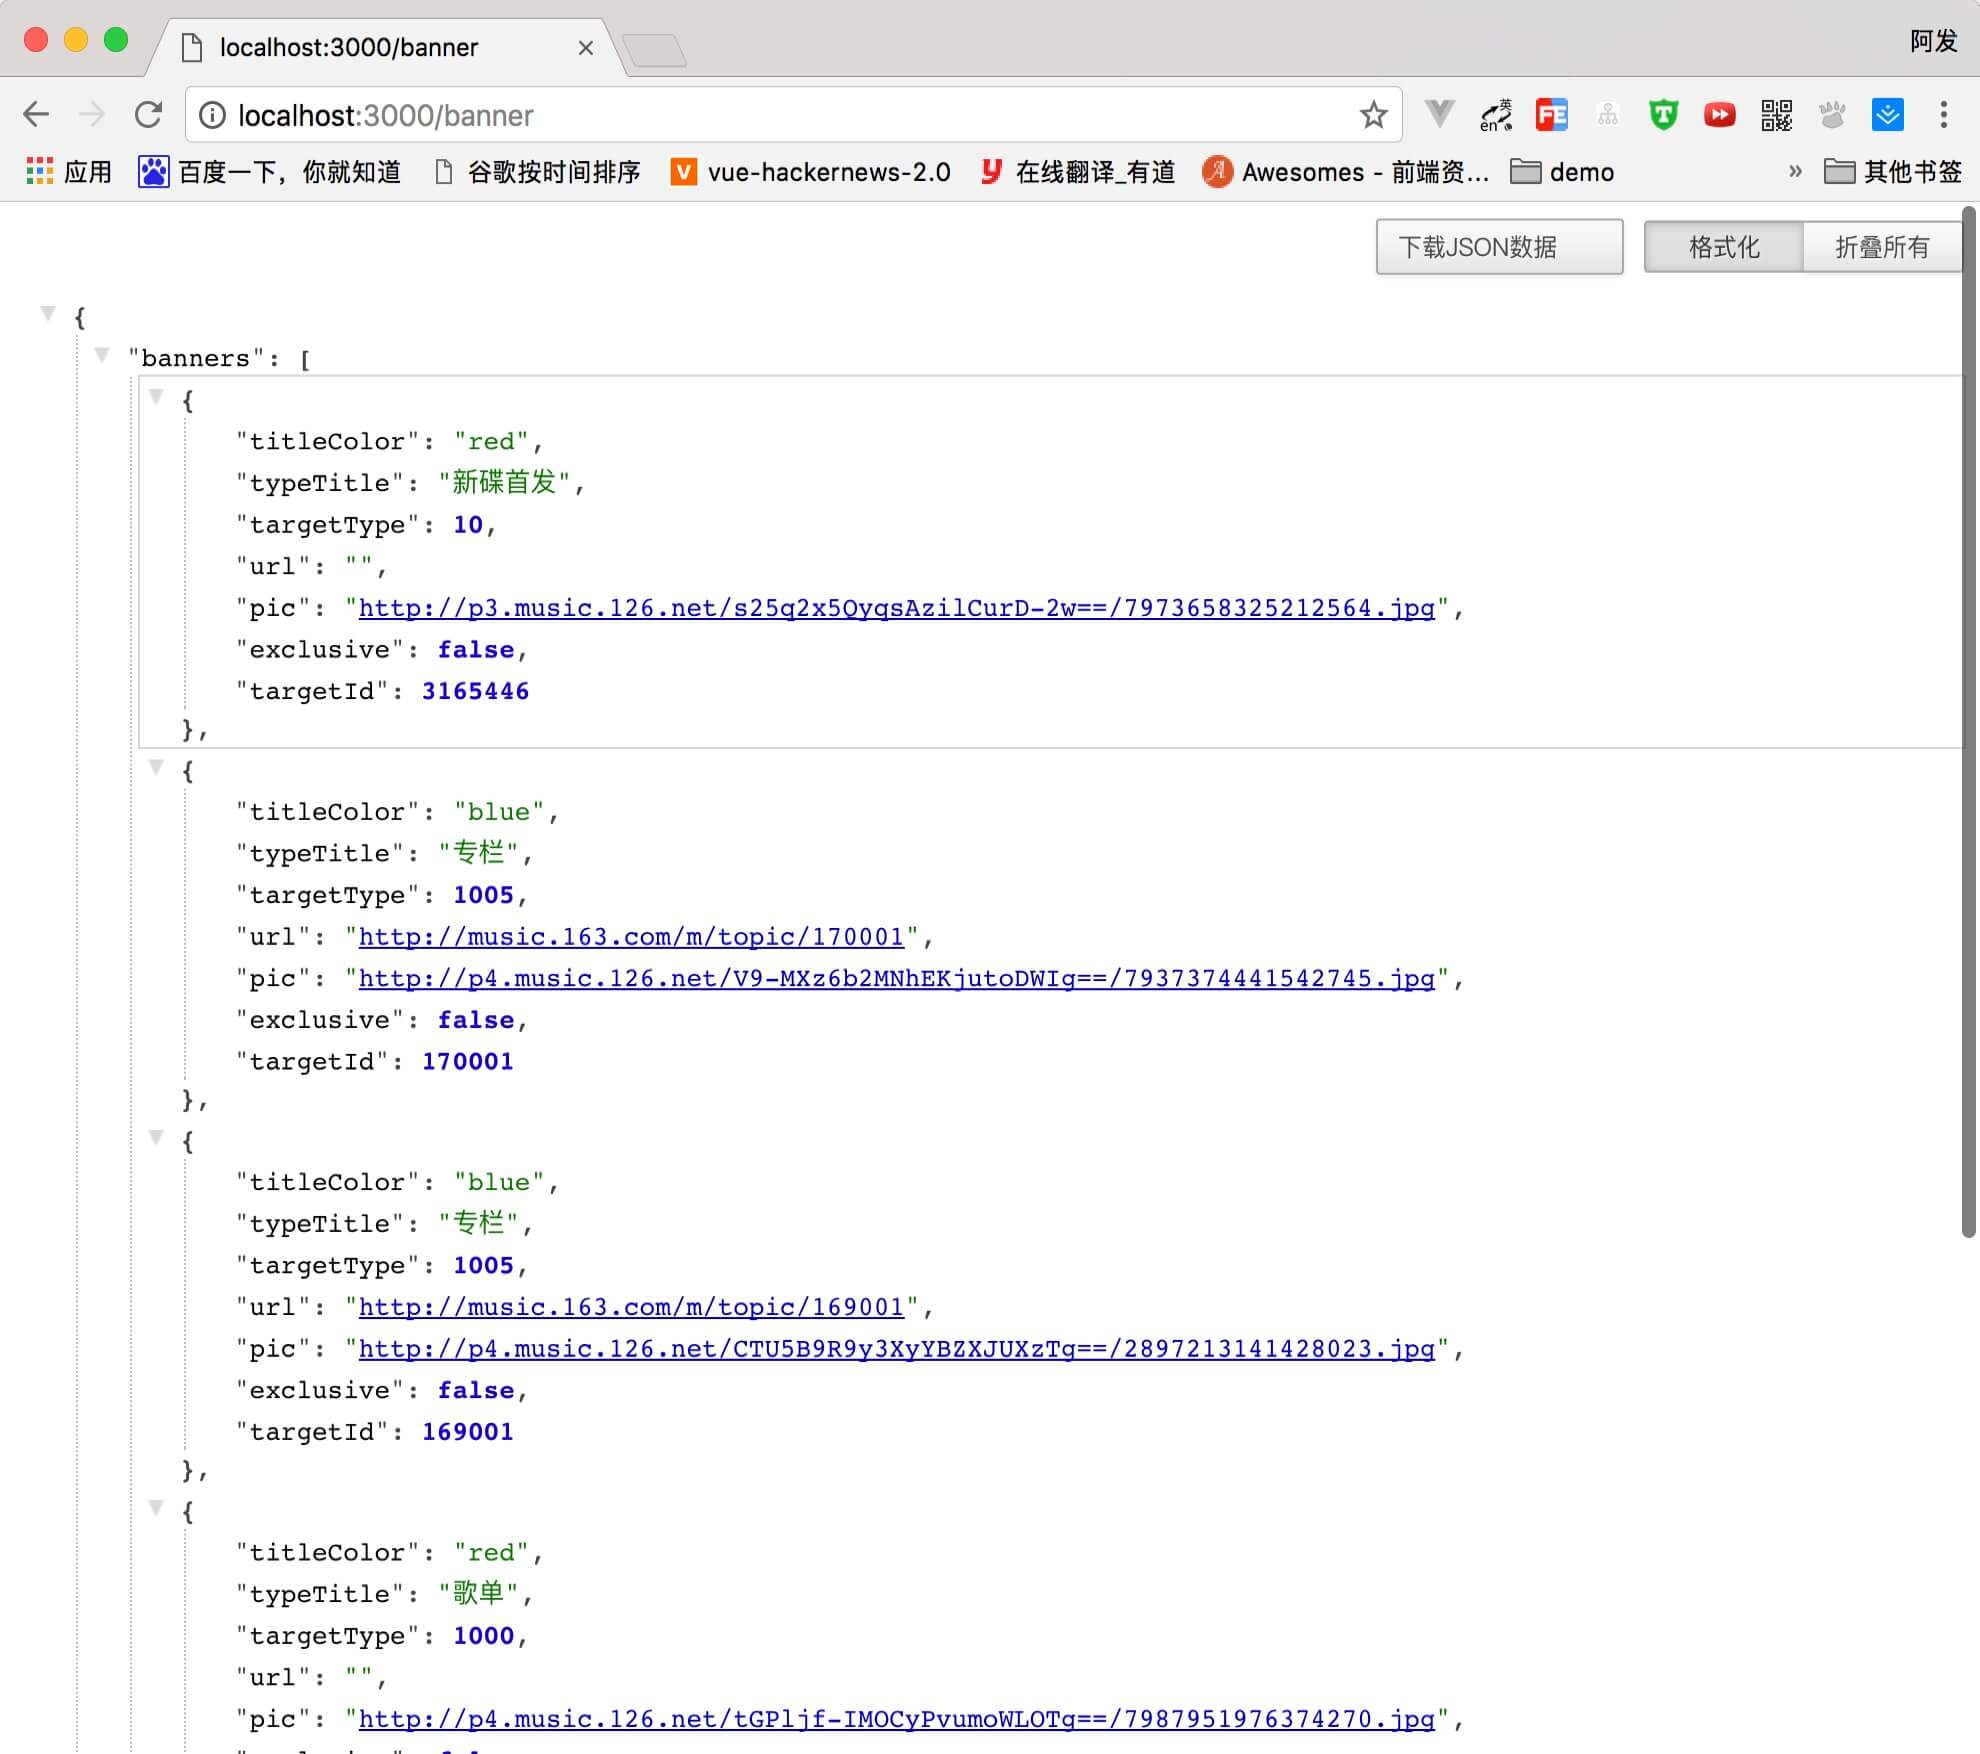 localhost:3000/banner
阿发
localhost:3000/banner
英
en
FE
T
应用 百度一下，你就知道 谷歌按时间排序 V vue-hackernews-2.0 y 在线翻译_有道 A Awesomes - 前端资... demo » 其他书签
下载JSON数据 格式化 折叠所有
{
"banners": [
{
"titleColor": "red",
"typeTitle": "新碟首发",
"targetType": 10,
"url": "",
"pic": "http://p3.music.126.net/s25q2x5QyqsAzilCurD-2w==/7973658325212564.jpg",
"exclusive": false,
"targetId": 3165446
},
{
"titleColor": "blue",
"typeTitle": "专栏",
"targetType": 1005,
"url": "http://music.163.com/m/topic/170001",
"pic": "http://p4.music.126.net/V9-MXz6b2MNhEKjutoDWIg==/7937374441542745.jpg",
"exclusive": false,
"targetId": 170001
},
{
"titleColor": "blue",
"typeTitle": "专栏",
"targetType": 1005,
"url": "http://music.163.com/m/topic/169001",
"pic": "http://p4.music.126.net/CTU5B9R9y3XyYBZXJUXzTg==/2897213141428023.jpg",
"exclusive": false,
"targetId": 169001
},
{
"titleColor": "red",
"typeTitle": "歌单",
"targetType": 1000,
"url": "",
"pic": "http://p4.music.126.net/tGPljf-IMOCyPvumoWLOTg==/7987951976374270.jpg",